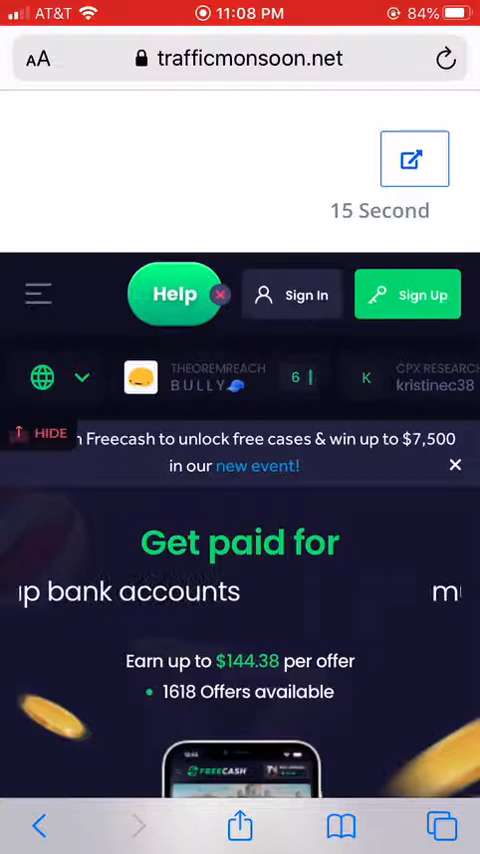 AT&T 11:08 PM 84%
AA trafficmonsoon.net
15 Second
Help Sign In Sign Up
THEOREMREACH
BULLY 6
K CPX RESEARC
kristinec38
HIDE
Freecash to unlock free cases & win up to $7,500
in our new event!
Get paid for
up bank accounts
Earn up to $144.38 per offer
• 1618 Offers available
FREECASH